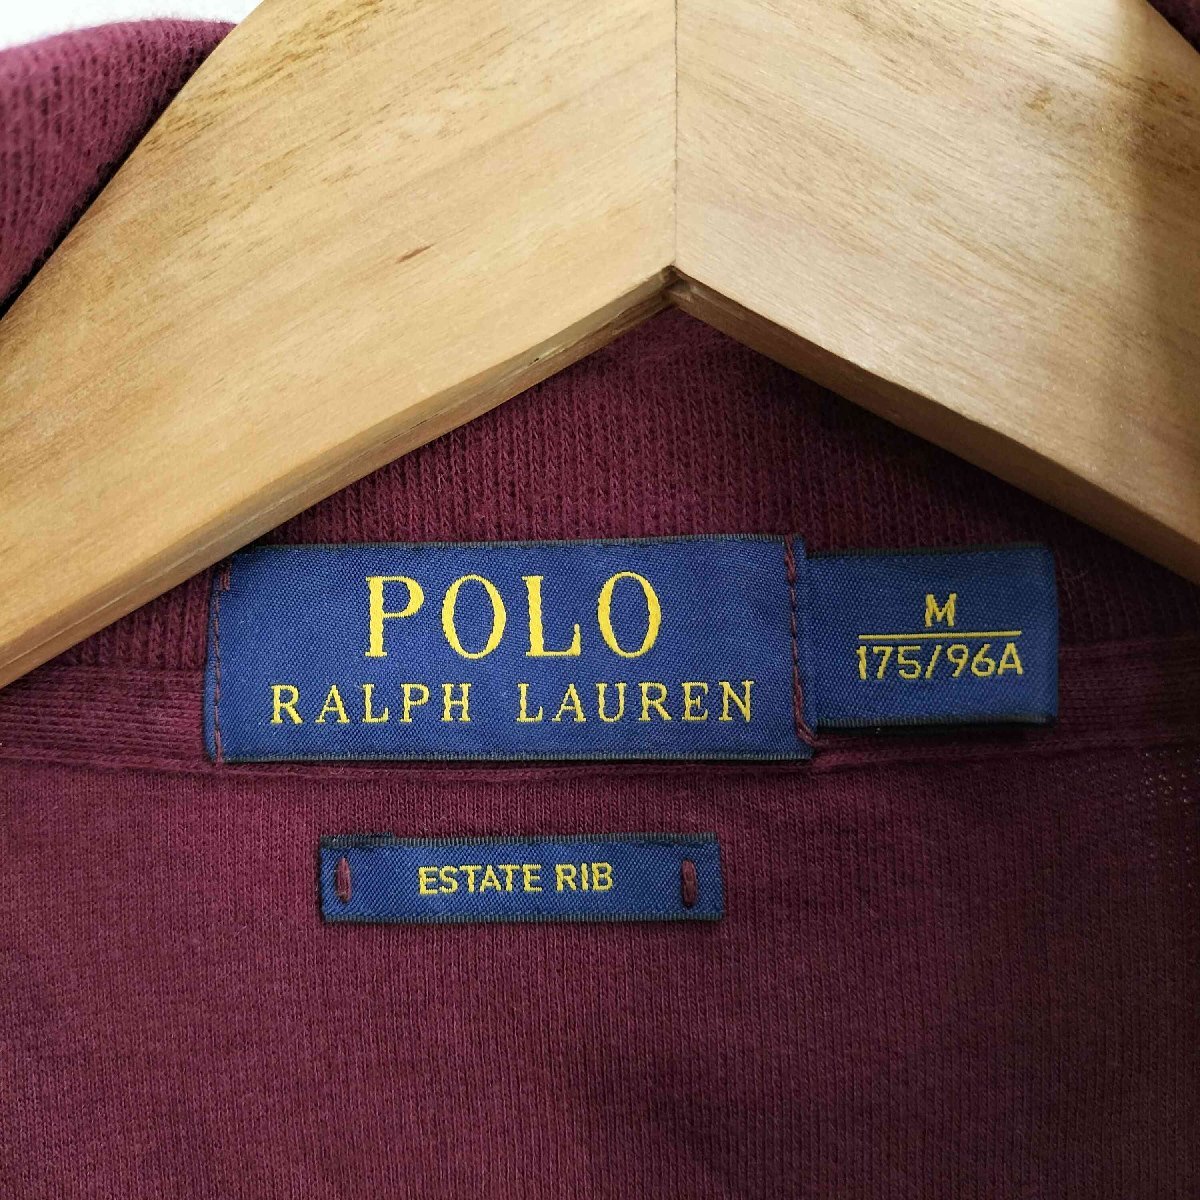 POLO
RALPH LAUREN
M
175/96A
ESTATE RIB